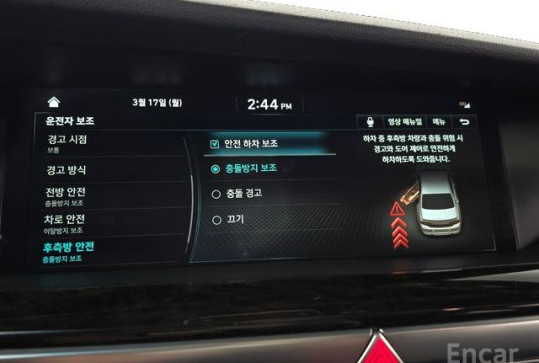 3월 17일 (월)
2:44 PM
운전자 보조
영상 매뉴얼
메뉴
경고 시점
보통
경고 방식
전방 안전
충돌방지 보조
차로 안전
이탈방지 보조
후측방 안전
충돌방지 보조
안전 하차 보조
충돌방지 보조
충돌 경고
끄기
하차 중 후측방 차량과 충돌 위험 시
경고와 도어 제어로 안전하게
하차하도록 도와줍니다.
Encar